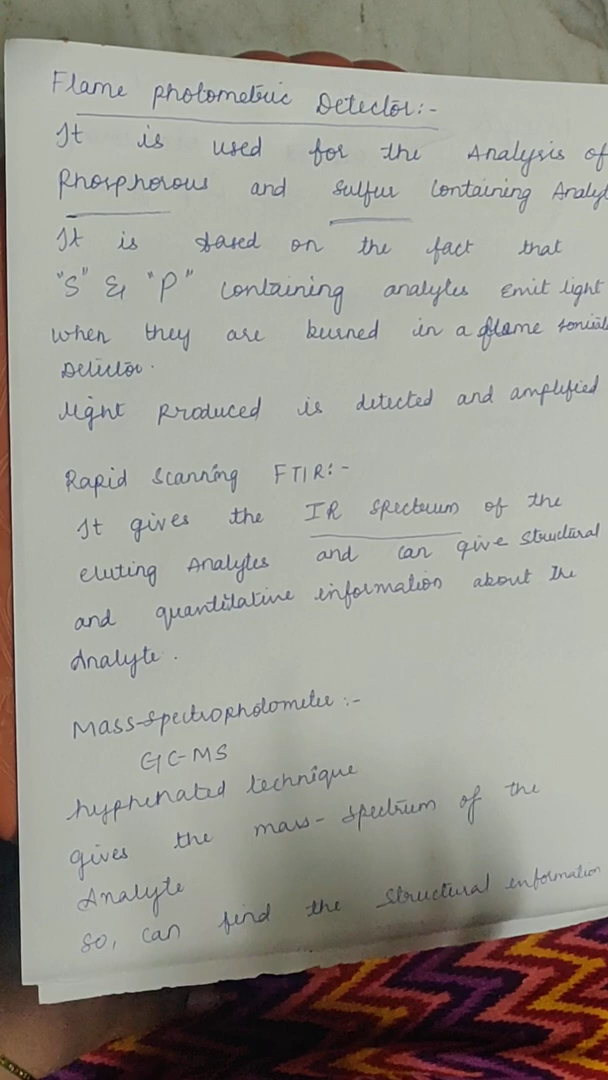 Flame Photometric Detector:-
It is used for the Analysis of
Phosphorous and Sulfur Containing Analyt
It is based on the fact that
"S" & "P" Containing analytes Emit light
when they are burned in a flame
Detector.
Light Produced is detected and amplified
Rapid Scanning FTIR:-
It gives the IR Spectrum of the
eluting Analytes and can give Structural
and quantitative information about the
Analyte.
Mass-Spectrophotometer:-
GC-MS
hyphenated technique
gives the mass-Spectrum of the
Analyte
So, can find the Structural information